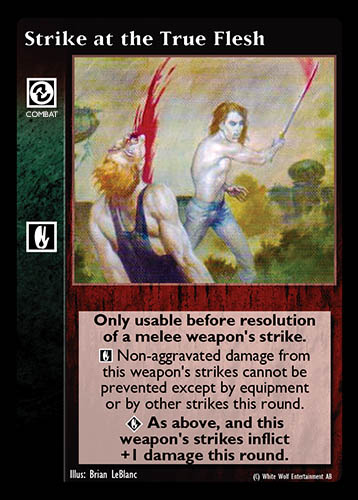 Strike at the True Flesh
COMBAT
Only usable before resolution
of a melee weapon's strike.
Non-aggravated damage from
this weapon's strikes cannot be
prevented except by equipment
or by other strikes this round.
As above, and this
weapon's strikes inflict
+1 damage this round.
Illus: Brian LeBlanc
(C) White Wolf Entertainment AB